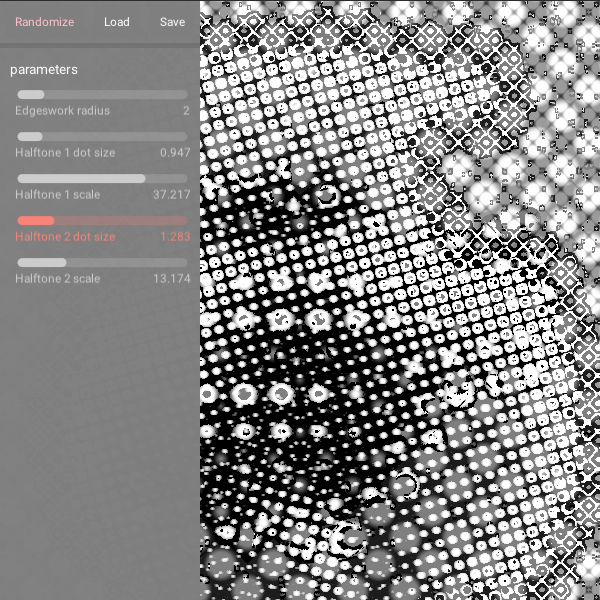 Randomize Load Save
parameters
Edgeswork radius 2
Halftone 1 dot size 0.947
Halftone 1 scale 37.217
Halftone 2 dot size 1.283
Halftone 2 scale 13.174